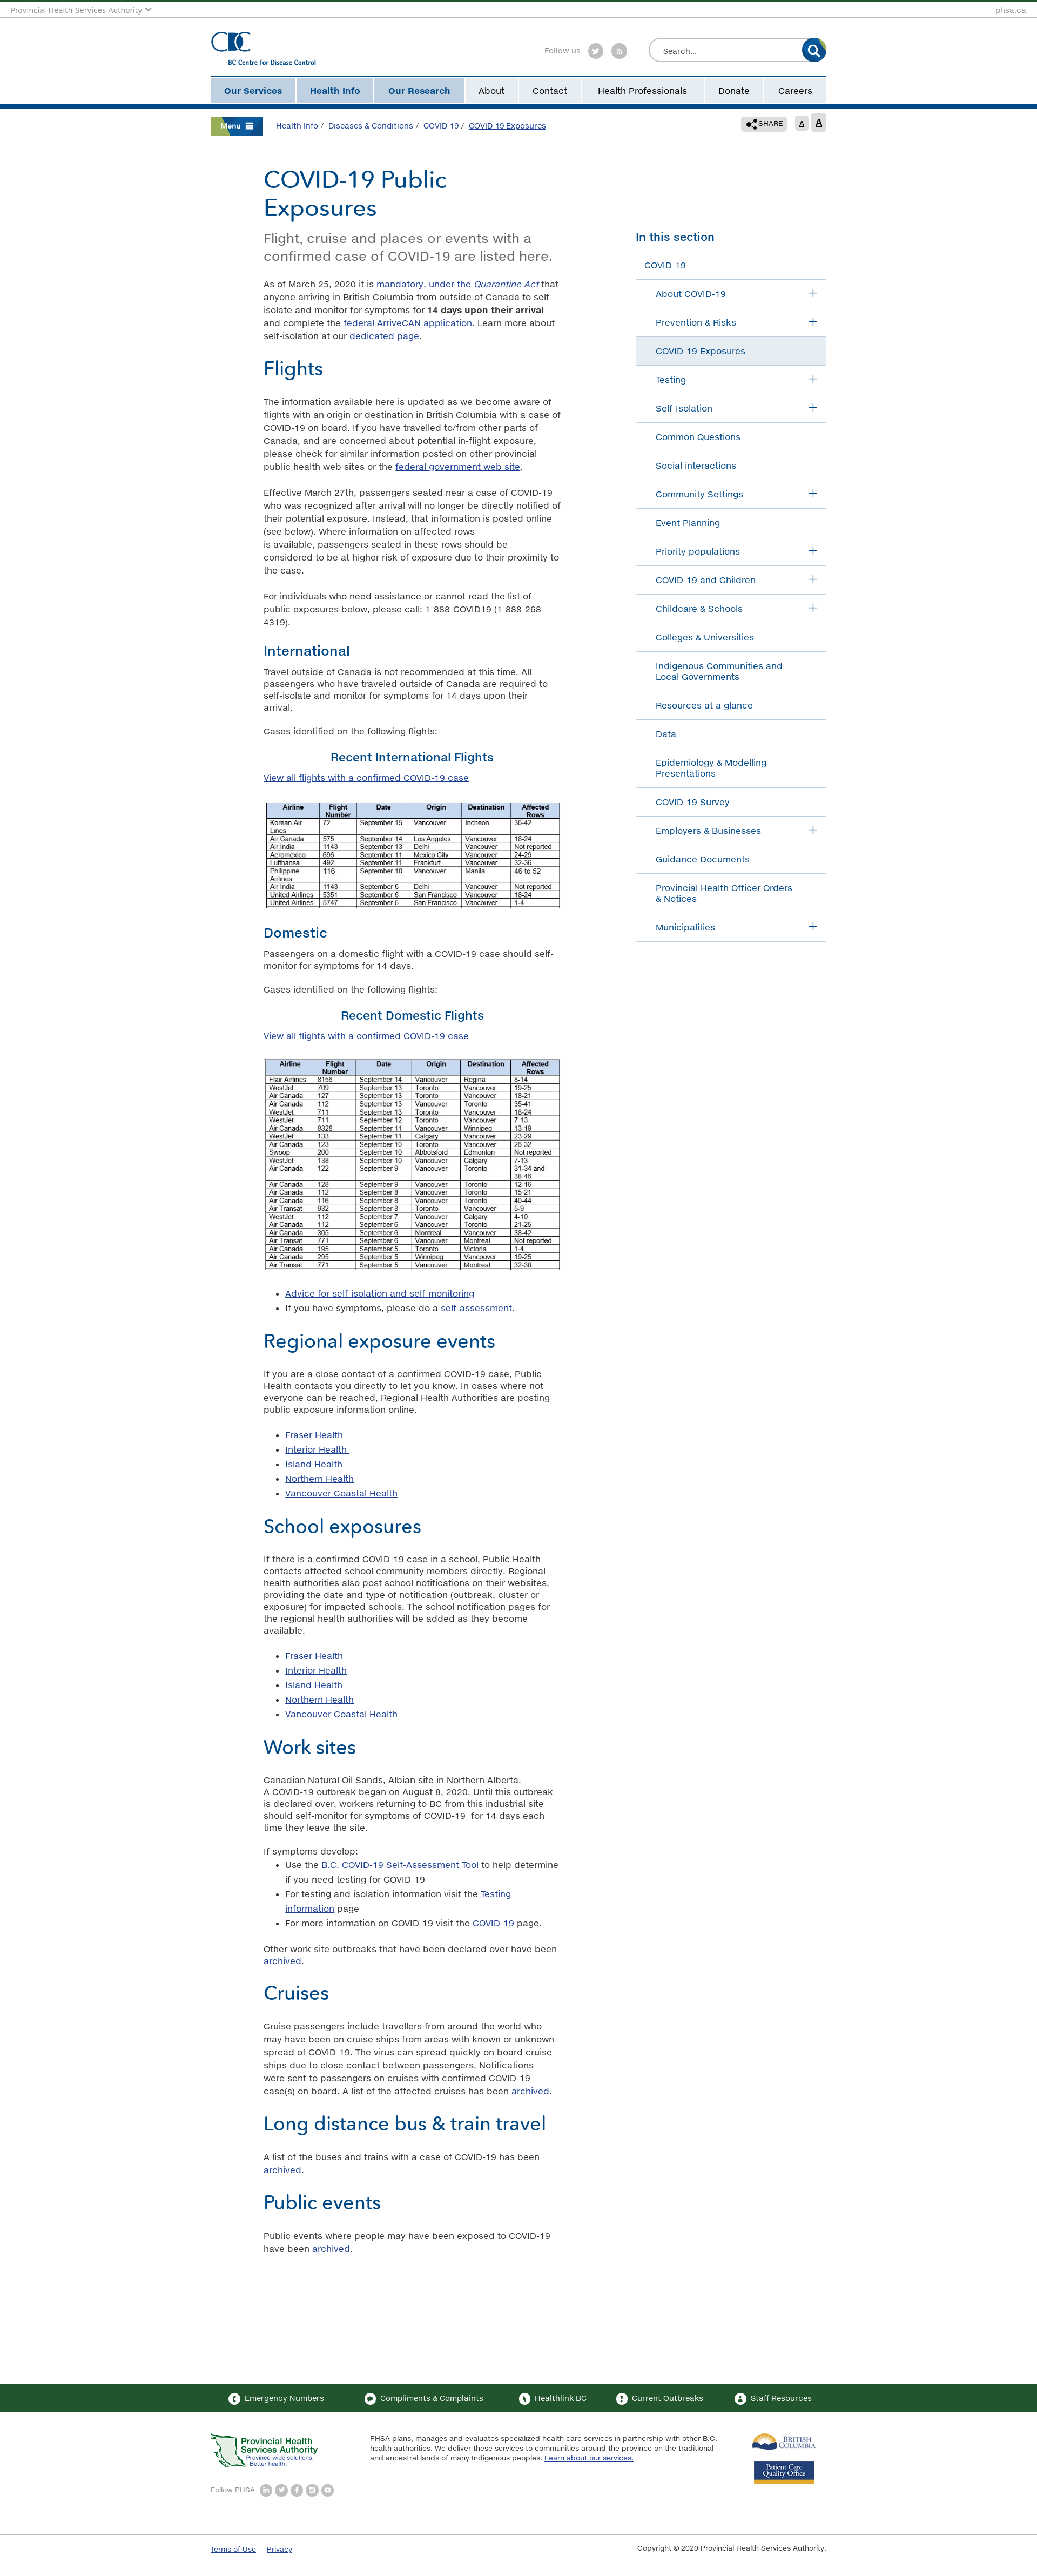 Provincial Health Services Authority
phsa.ca
CDC
BC Centre for Disease Control
Follow us
Search...
Our Services
Health Info
Our Research
About
Contact
Health Professionals
Donate
Careers
Menu
Health Info / Diseases & Conditions / COVID-19 / COVID-19 Exposures
SHARE
A
A
COVID-19 Public
Exposures
Flight, cruise and places or events with a
confirmed case of COVID-19 are listed here.
As of March 25, 2020 it is mandatory, under the Quarantine Act that
anyone arriving in British Columbia from outside of Canada to self-
isolate and monitor for symptoms for 14 days upon their arrival
and complete the federal ArriveCAN application. Learn more about
self-isolation at our dedicated page.
Flights
The information available here is updated as we become aware of
flights with an origin or destination in British Columbia with a case of
COVID-19 on board. If you have travelled to/from other parts of
Canada, and are concerned about potential in-flight exposure,
please check for similar information posted on other provincial
public health web sites or the federal government web site.
Effective March 27th, passengers seated near a case of COVID-19
who was recognized after arrival will no longer be directly notified of
their potential exposure. Instead, that information is posted online
(see below). Where information on affected rows
is available, passengers seated in these rows should be
considered to be at higher risk of exposure due to their proximity to
the case.
For individuals who need assistance or cannot read the list of
public exposures below, please call: 1-888-COVID19 (1-888-268-
4319).
International
Travel outside of Canada is not recommended at this time. All
passengers who have traveled outside of Canada are required to
self-isolate and monitor for symptoms for 14 days upon their
arrival.
Cases identified on the following flights:
Recent International Flights
View all flights with a confirmed COVID-19 case
Airline Flight Number Date Origin Destination Affected Rows
Korean Air Lines 72 September 15 Vancouver Incheon 36-42
Air Canada 575 September 14 Los Angeles Vancouver 18-24
Air India 1143 September 13 Delhi Vancouver Not reported
Aeromexico 696 September 11 Mexico City Vancouver 24-29
Lufthansa 492 September 11 Frankfurt Vancouver 32-36
Philippine Airlines 116 September 10 Vancouver Manila 46 to 52
Air India 1143 September 6 Delhi Vancouver Not reported
United Airlines 5351 September 6 San Francisco Vancouver 18-24
United Airlines 5747 September 5 San Francisco Vancouver 1-4
Domestic
Passengers on a domestic flight with a COVID-19 case should self-
monitor for symptoms for 14 days.
Cases identified on the following flights:
Recent Domestic Flights
View all flights with a confirmed COVID-19 case
Airline Flight Number Date Origin Destination Affected Rows
Flair Airlines 8156 September 14 Vancouver Regina 8-14
WestJet 709 September 13 Toronto Vancouver 19-25
Air Canada 127 September 13 Toronto Vancouver 18-21
Air Canada 112 September 13 Vancouver Toronto 35-41
WestJet 711 September 13 Toronto Vancouver 18-24
WestJet 711 September 12 Toronto Vancouver 7-13
Air Canada 8328 September 11 Vancouver Winnipeg 13-19
WestJet 133 September 11 Calgary Vancouver 23-29
Air Canada 123 September 10 Toronto Vancouver 26-32
Swoop 200 September 10 Abbotsford Edmonton Not reported
WestJet 138 September 10 Vancouver Calgary 7-13
Air Canada 122 September 9 Vancouver Toronto 31-34 and 38-46
Air Canada 128 September 9 Vancouver Toronto 12-16
Air Canada 112 September 8 Vancouver Toronto 15-21
Air Canada 116 September 8 Vancouver Toronto 40-44
Air Transat 932 September 8 Toronto Vancouver 5-9
WestJet 112 September 7 Vancouver Calgary 4-10
Air Canada 112 September 6 Vancouver Toronto 21-25
Air Canada 305 September 6 Montreal Vancouver 38-42
Air Transat 771 September 6 Vancouver Montreal Not reported
Air Canada 195 September 5 Toronto Victoria 1-4
Air Canada 295 September 5 Winnipeg Vancouver 19-25
Air Transat 771 September 5 Vancouver Montreal 32-38
Advice for self-isolation and self-monitoring
If you have symptoms, please do a self-assessment.
Regional exposure events
If you are a close contact of a confirmed COVID-19 case, Public
Health contacts you directly to let you know. In cases where not
everyone can be reached, Regional Health Authorities are posting
public exposure information online.
Fraser Health
Interior Health
Island Health
Northern Health
Vancouver Coastal Health
School exposures
If there is a confirmed COVID-19 case in a school, Public Health
contacts affected school community members directly. Regional
health authorities also post school notifications on their websites,
providing the date and type of notification (outbreak, cluster or
exposure) for impacted schools. The school notification pages for
the regional health authorities will be added as they become
available.
Fraser Health
Interior Health
Island Health
Northern Health
Vancouver Coastal Health
Work sites
Canadian Natural Oil Sands, Albian site in Northern Alberta.
A COVID-19 outbreak began on August 8, 2020. Until this outbreak
is declared over, workers returning to BC from this industrial site
should self-monitor for symptoms of COVID-19 for 14 days each
time they leave the site.
If symptoms develop:
Use the B.C. COVID-19 Self-Assessment Tool to help determine
if you need testing for COVID-19
For testing and isolation information visit the Testing
information page
For more information on COVID-19 visit the COVID-19 page.
Other work site outbreaks that have been declared over have been
archived.
Cruises
Cruise passengers include travellers from around the world who
may have been on cruise ships from areas with known or unknown
spread of COVID-19. The virus can spread quickly on board cruise
ships due to close contact between passengers. Notifications
were sent to passengers on cruises with confirmed COVID-19
case(s) on board. A list of the affected cruises has been archived.
Long distance bus & train travel
A list of the buses and trains with a case of COVID-19 has been
archived.
Public events
Public events where people may have been exposed to COVID-19
have been archived.
In this section
COVID-19
About COVID-19
Prevention & Risks
COVID-19 Exposures
Testing
Self-Isolation
Common Questions
Social interactions
Community Settings
Event Planning
Priority populations
COVID-19 and Children
Childcare & Schools
Colleges & Universities
Indigenous Communities and
Local Governments
Resources at a glance
Data
Epidemiology & Modelling
Presentations
COVID-19 Survey
Employers & Businesses
Guidance Documents
Provincial Health Officer Orders
& Notices
Municipalities
Emergency Numbers
Compliments & Complaints
Healthlink BC
Current Outbreaks
Staff Resources
Provincial Health
Services Authority
Province-wide solutions.
Better health.
PHSA plans, manages and evaluates specialized health care services in partnership with other B.C.
health authorities. We deliver these specialized services to communities around the province on the traditional
and ancestral lands of many Indigenous peoples. Learn about our services.
BRITISH
COLUMBIA
Patient Care
Quality Office
Follow PHSA
Terms of Use
Privacy
Copyright © 2020 Provincial Health Services Authority.